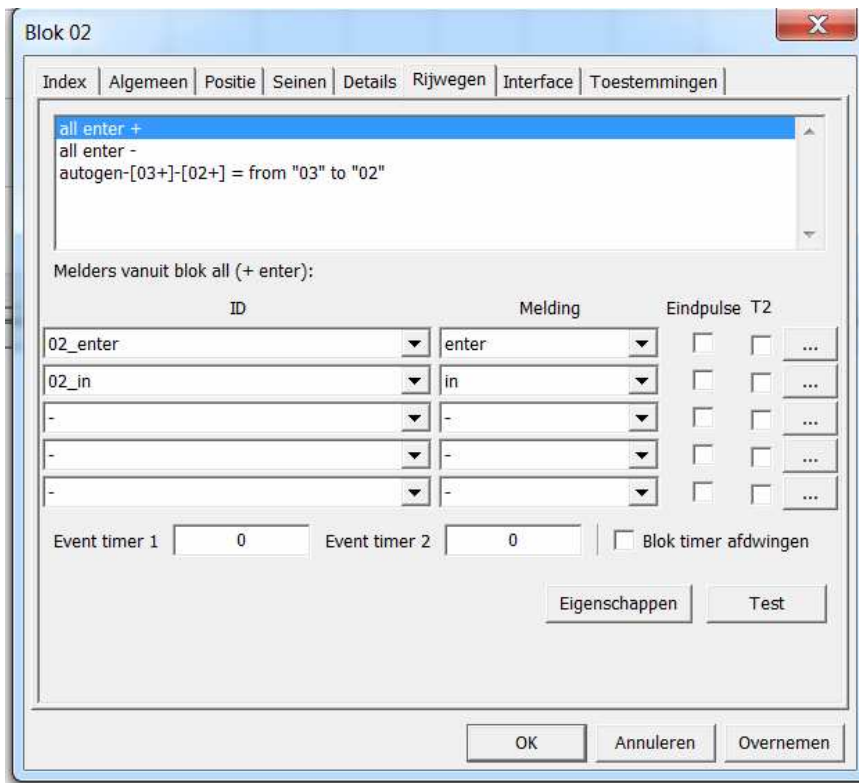 Blok 02
X
Index Algemeen Positie Seinen Details Rijwegen Interface Toestemmingen
all enter +
all enter -
autogen-[03+]-[02+] = from "03" to "02"
Melders vanuit blok all (+ enter):
ID Melding Eindpulse T2
02_enter enter ...
02_in in ...
- - ...
- - ...
- - ...
Event timer 1 0 Event timer 2 0 Blok timer afdwingen
Eigenschappen Test
OK Annuleren Overnemen